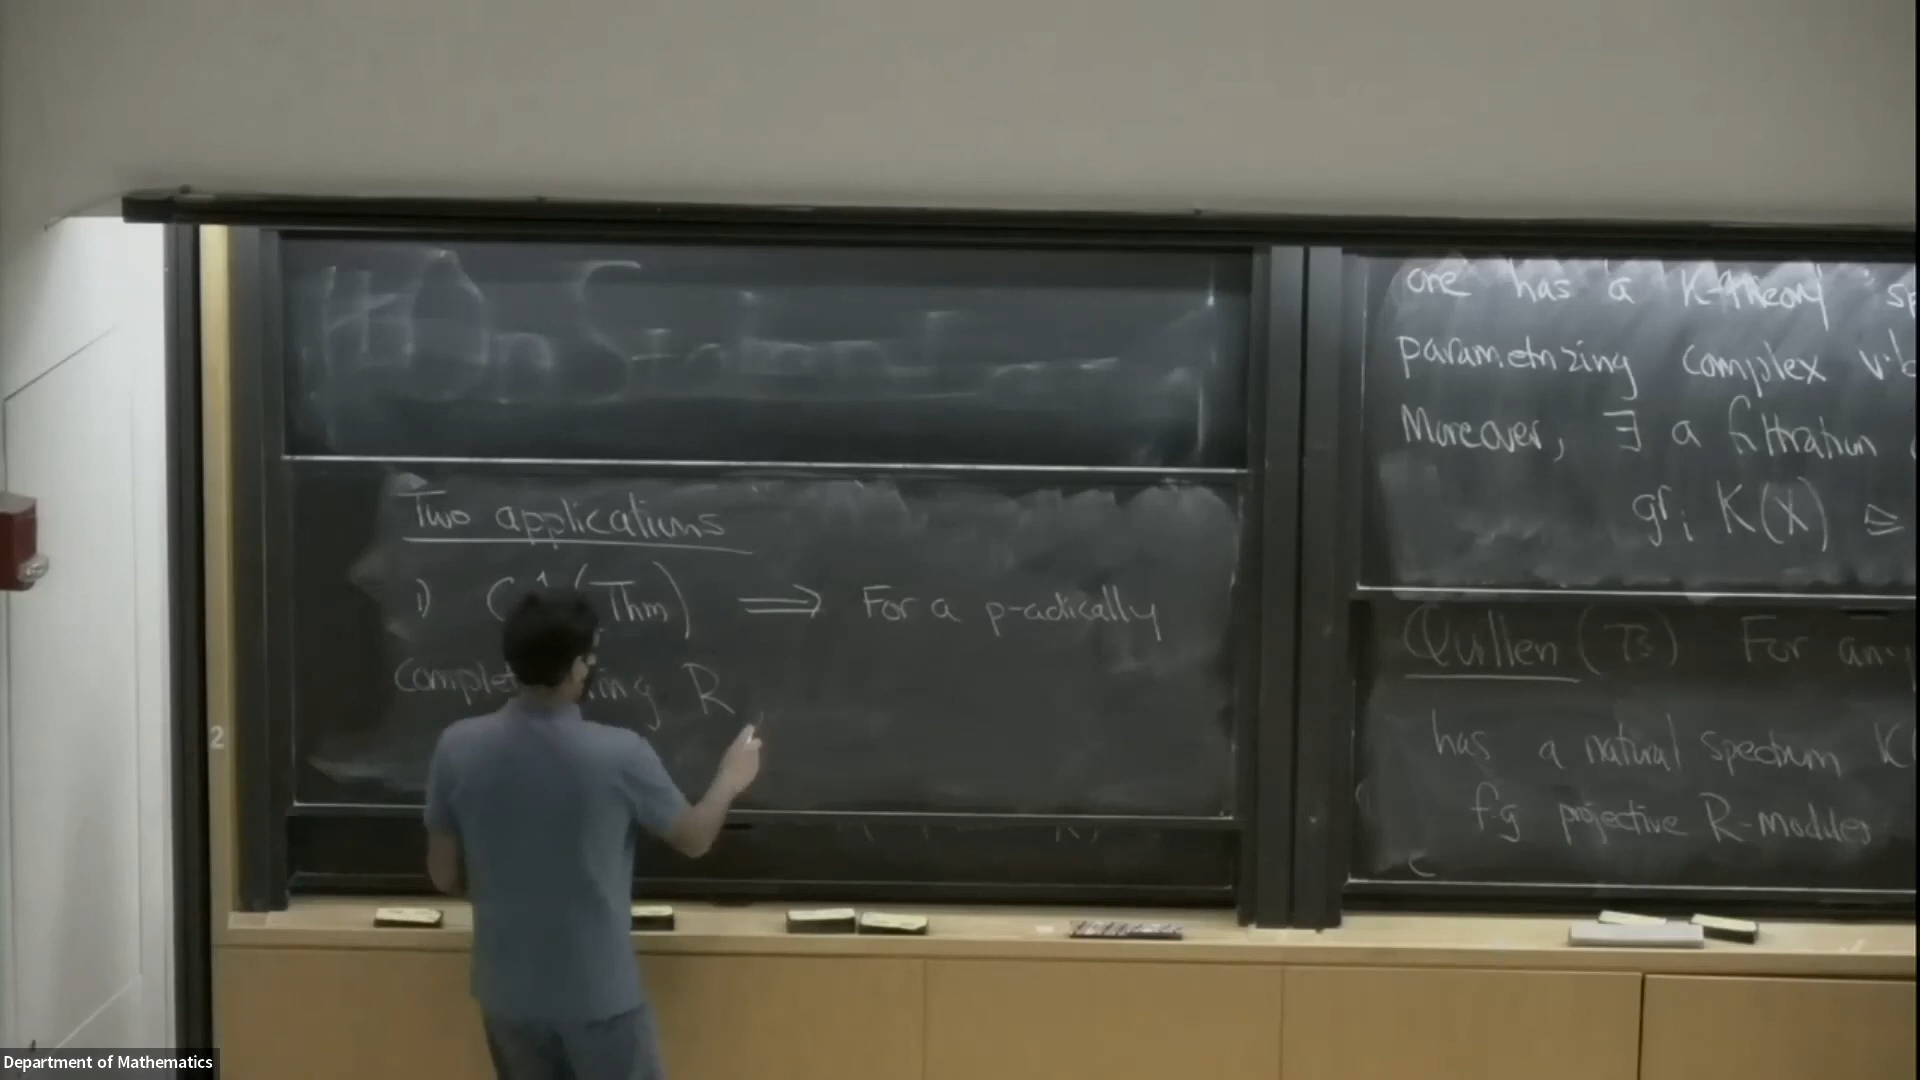 Two applications
1) (Thm) ⟹ For a p-adically
R
one has a K-theory
parametrizing complex
Moreover, ∃ a filtration
gr_i K(X) ≃
Quillen ('73) For any
has a natural spectrum K(
f.g projective R-modules
2
Department of Mathematics